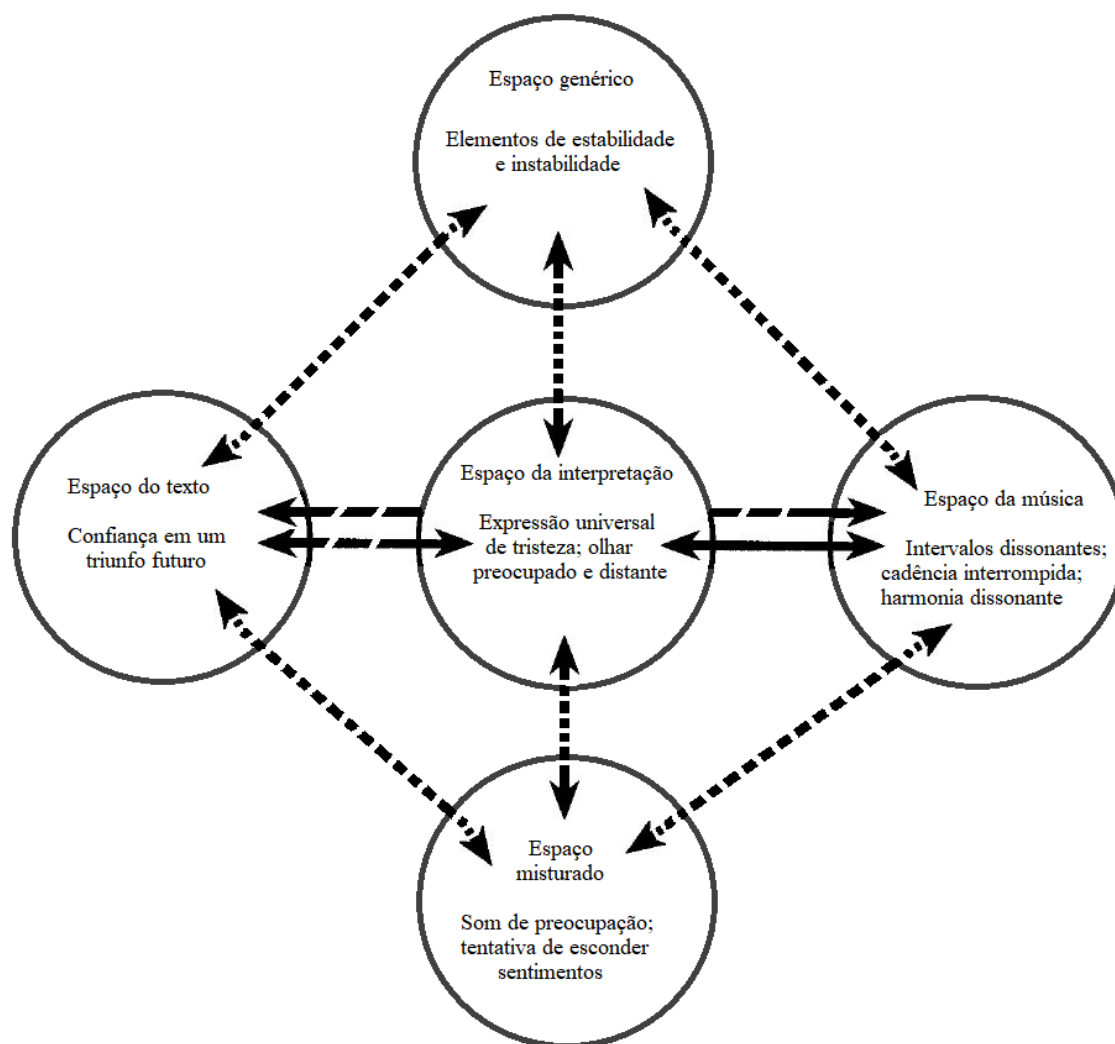 Espaço genérico
Elementos de estabilidade
e instabilidade
Espaço do texto
Confiança em um
triunfo futuro
Espaço da interpretação
Expressão universal
de tristeza; olhar
preocupado e distante
Espaço da música
Intervalos dissonantes;
cadência interrompida;
harmonia dissonante
Espaço
misturado
Som de preocupação;
tentativa de esconder
sentimentos